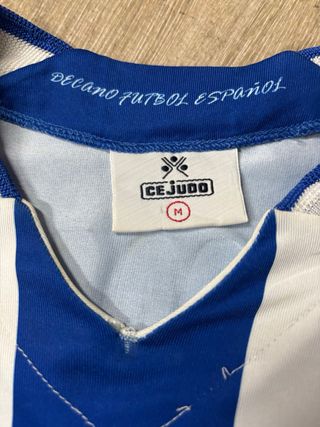 DECANO FUTBOL ESPAÑOL
CEJUDO
M